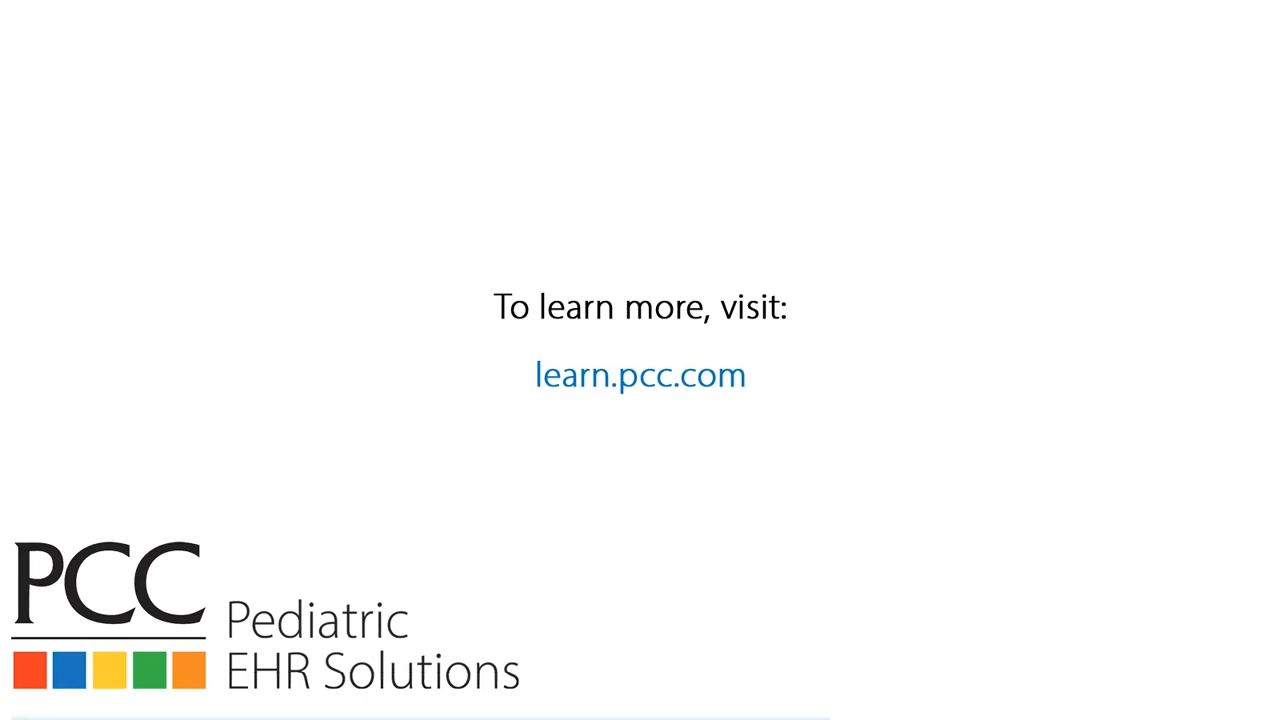 To learn more, visit:
learn.pcc.com
PCC
Pediatric
EHR Solutions